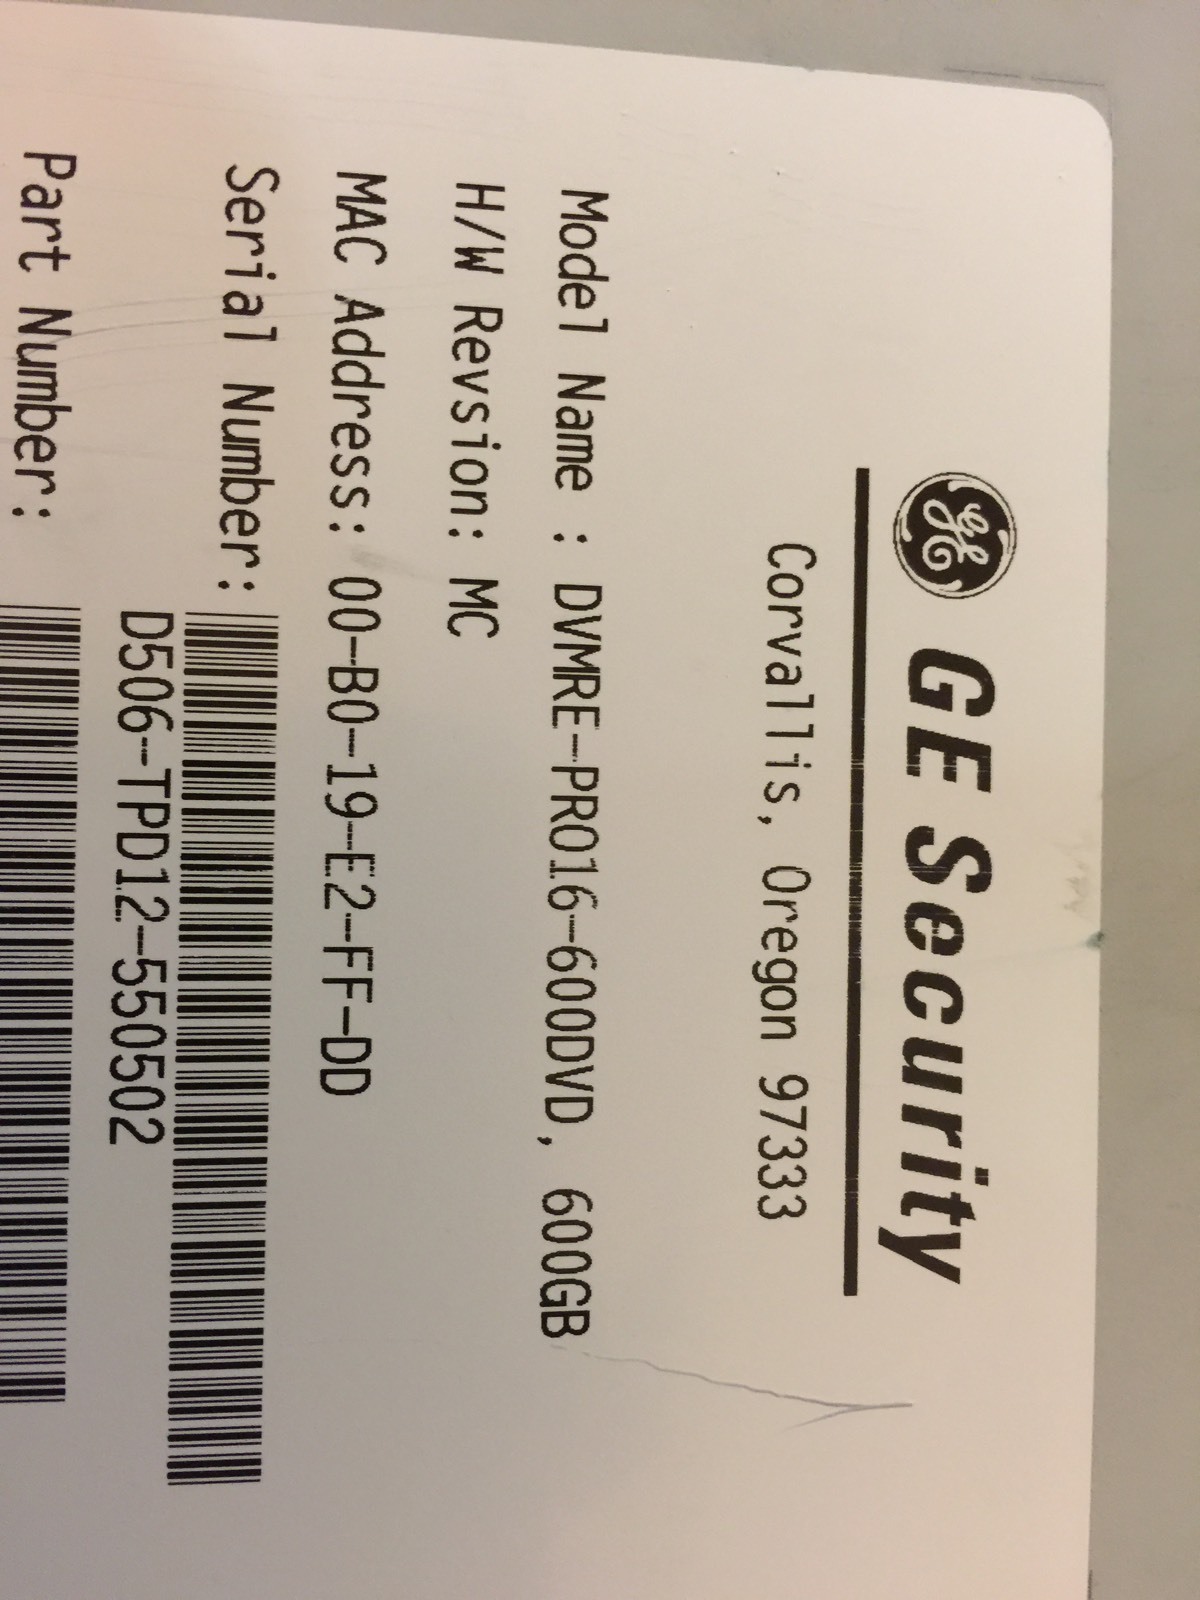 GE Security
Corvallis, Oregon 97333
Model Name : DVMRE-PRO16-600DVD, 600GB
H/W Revsion: MC
MAC Address: 00-B0-19-E2-FF-DD
Serial Number:
D506-TPD12-550502
Part Number: